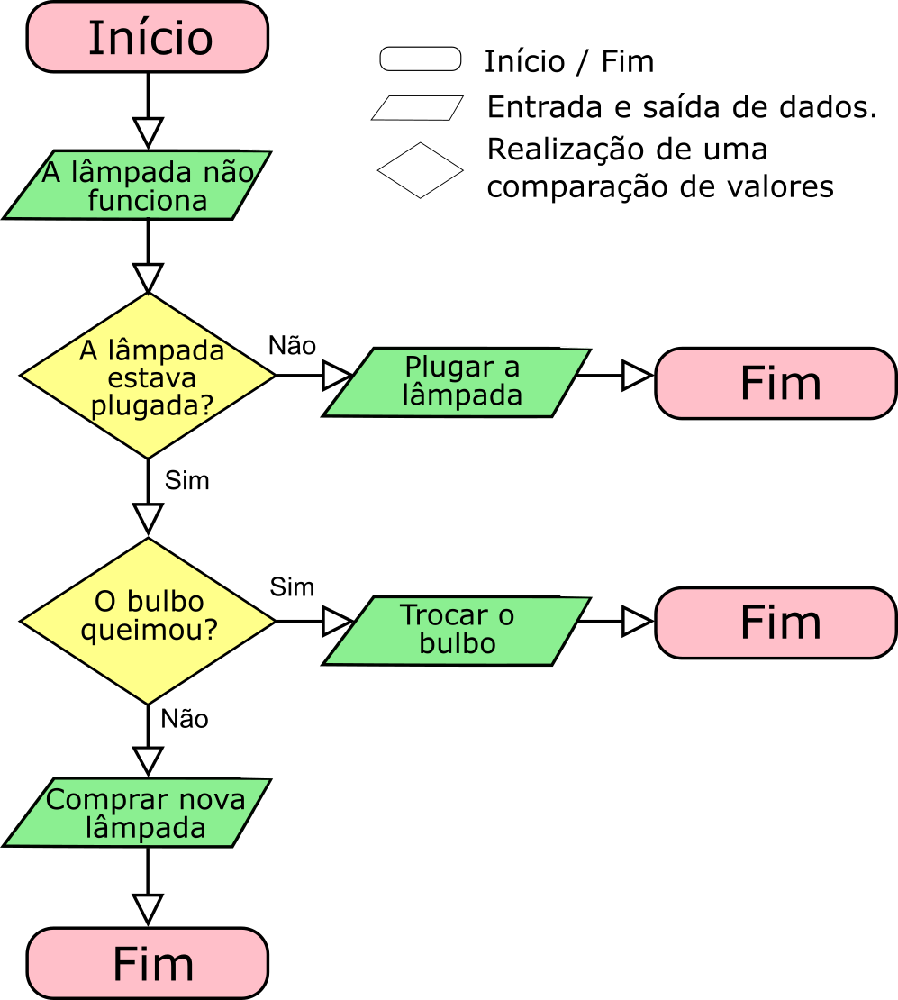 Início
Início / Fim
Entrada e saída de dados.
Realização de uma
comparação de valores
A lâmpada não
funciona
A lâmpada
estava
plugada?
Não
Plugar a
lâmpada
Fim
Sim
O bulbo
queimou?
Sim
Trocar o
bulbo
Fim
Não
Comprar nova
lâmpada
Fim